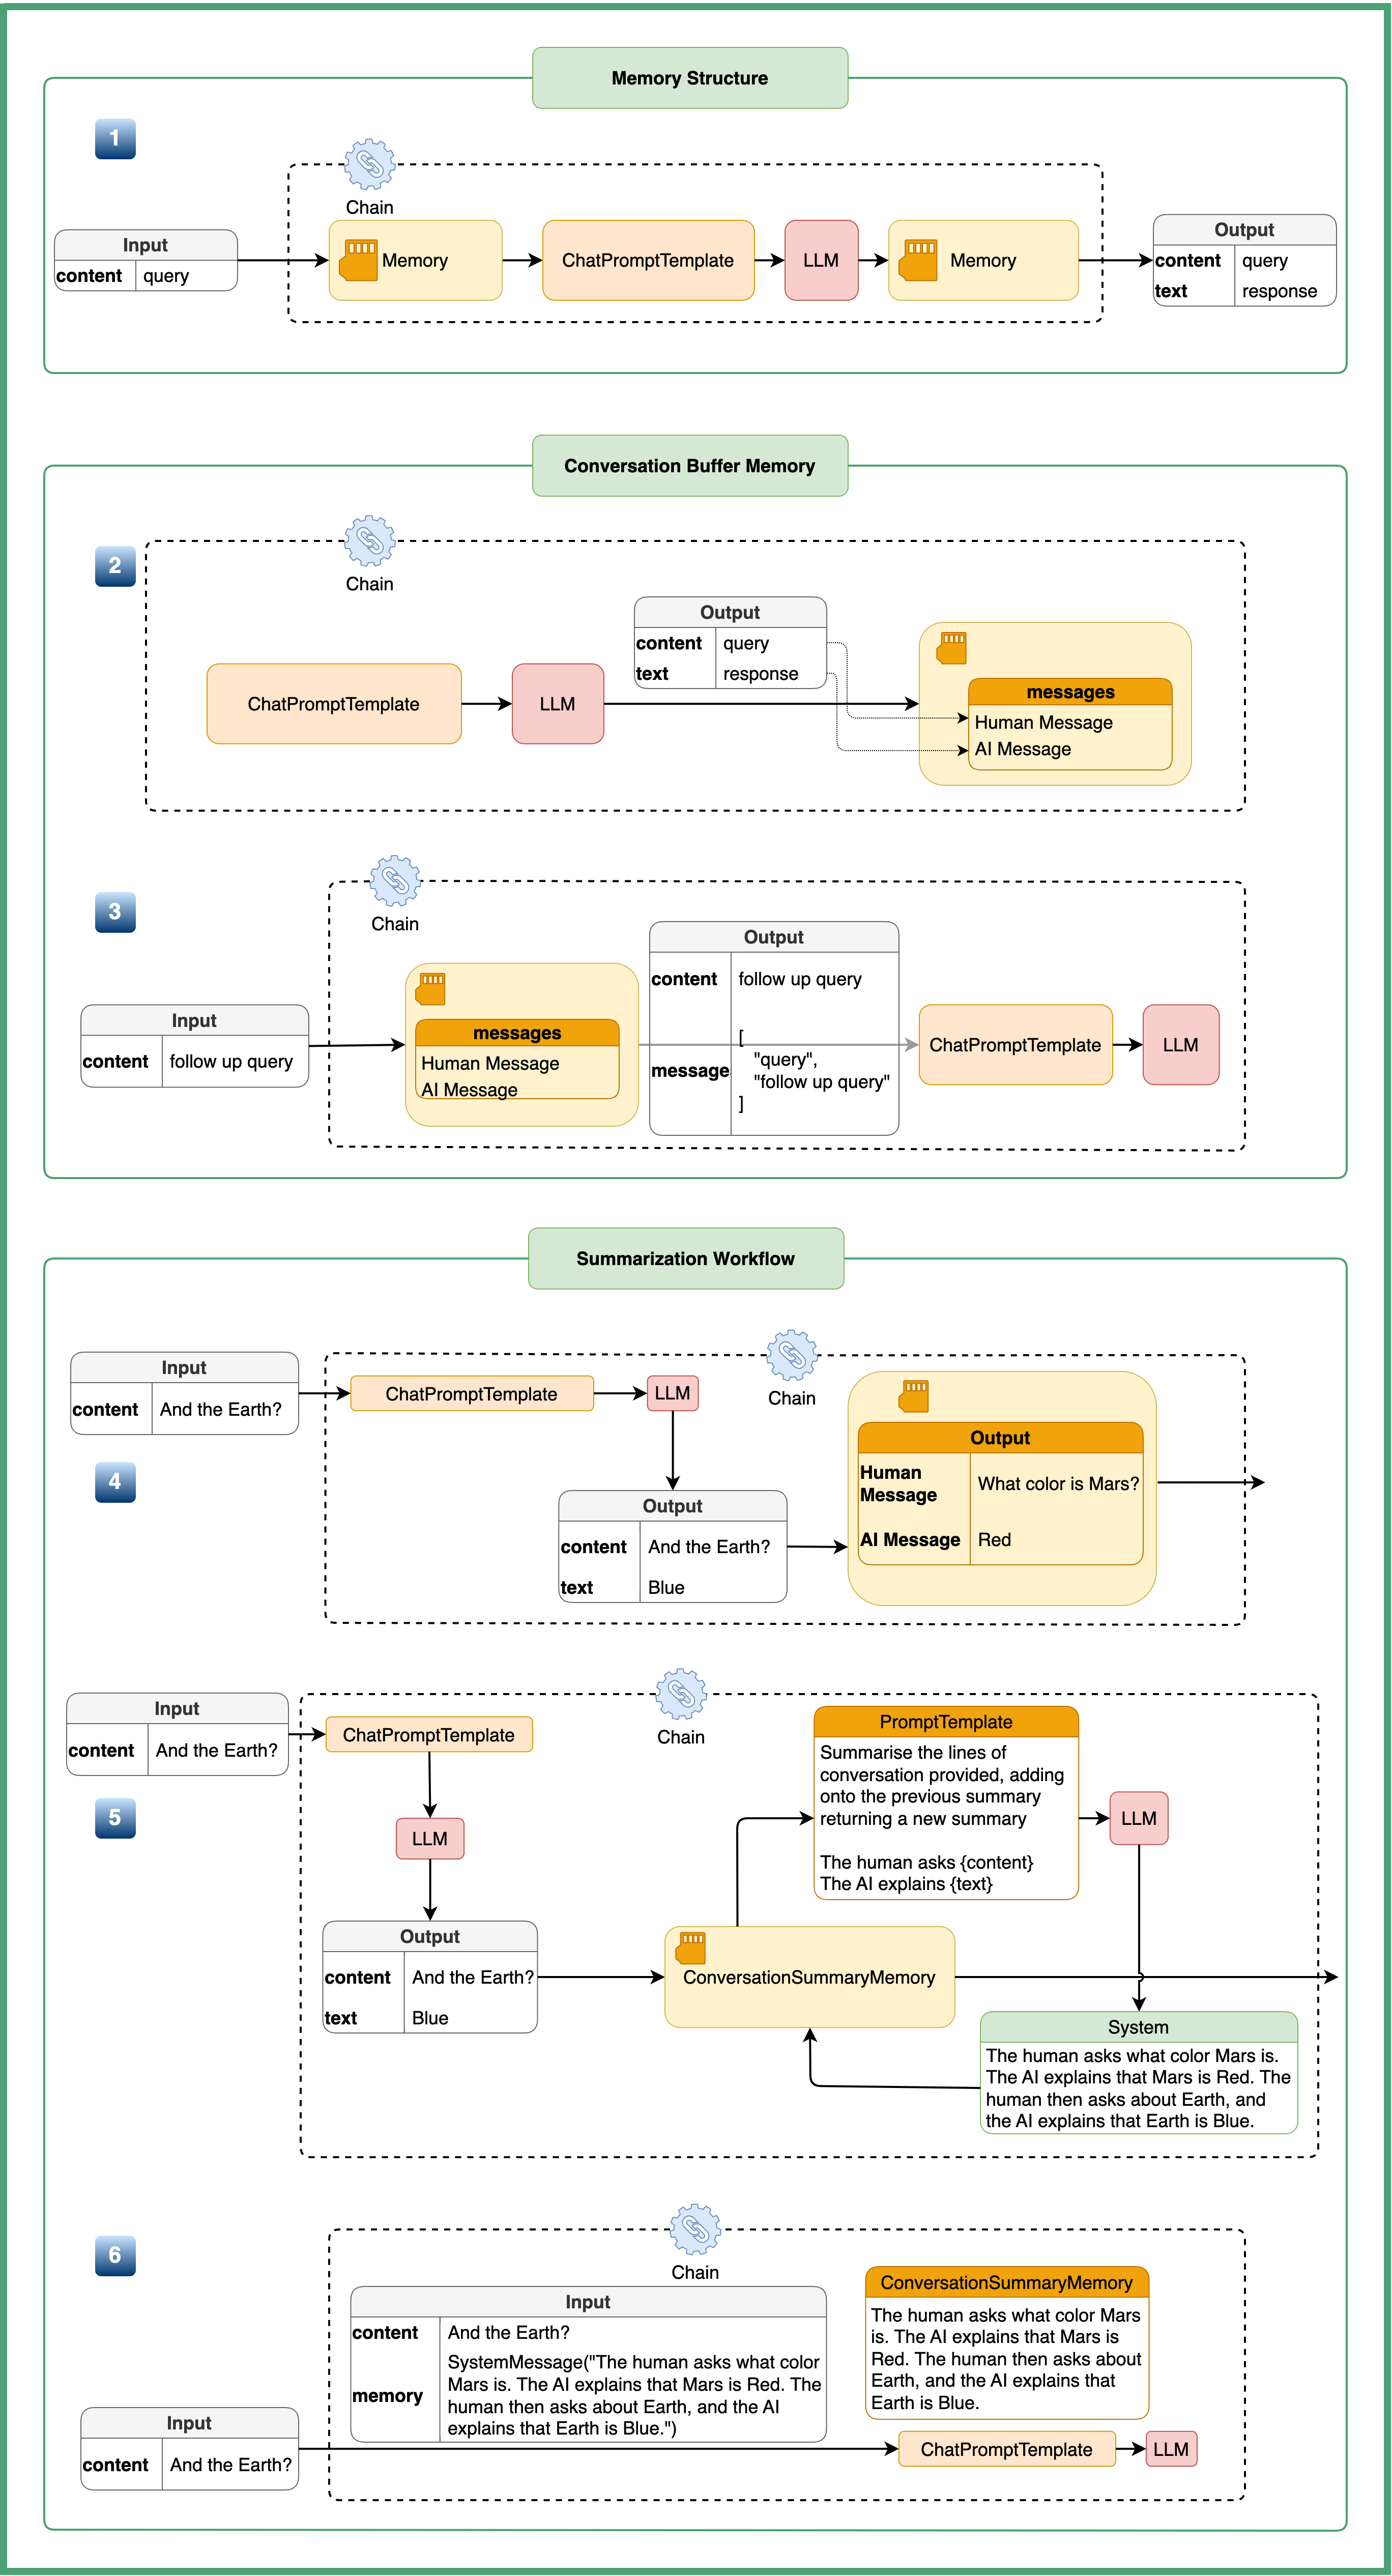 Memory Structure
1
Chain
Input
content query
Memory
ChatPromptTemplate
LLM
Memory
Output
content query
text response
Conversation Buffer Memory
2
Chain
ChatPromptTemplate
LLM
Output
content query
text response
messages
Human Message
AI Message
3
Chain
Input
content follow up query
messages
Human Message
AI Message
Output
content follow up query
message
[
"query",
"follow up query"
]
ChatPromptTemplate
LLM
Summarization Workflow
4
Input
content And the Earth?
Chain
ChatPromptTemplate
LLM
Output
content And the Earth?
text Blue
Output
Human
Message
What color is Mars?
AI Message Red
5
Input
content And the Earth?
Chain
ChatPromptTemplate
LLM
Output
content And the Earth?
text Blue
ConversationSummaryMemory
PromptTemplate
Summarise the lines of
conversation provided, adding
onto the previous summary
returning a new summary
The human asks {content}
The AI explains {text}
LLM
System
The human asks what color Mars is.
The AI explains that Mars is Red. The
human then asks about Earth, and
the AI explains that Earth is Blue.
6
Chain
Input
content And the Earth?
Input
content And the Earth?
memory
SystemMessage("The human asks what color
Mars is. The AI explains that Mars is Red. The
human then asks about Earth, and the AI
explains that Earth is Blue.")
ConversationSummaryMemory
The human asks what color Mars
is. The AI explains that Mars is
Red. The human then asks about
Earth, and the AI explains that
Earth is Blue.
ChatPromptTemplate
LLM